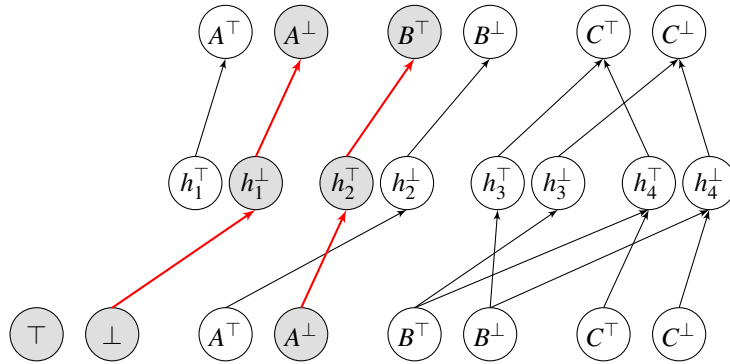 A⊤ A⊥ B⊤ B⊥ C⊤ C⊥
h₁⊤ h₁⊥ h₂⊤ h₂⊥ h₃⊤ h₃⊥ h₄⊤ h₄⊥
⊤ ⊥ A⊤ A⊥ B⊤ B⊥ C⊤ C⊥